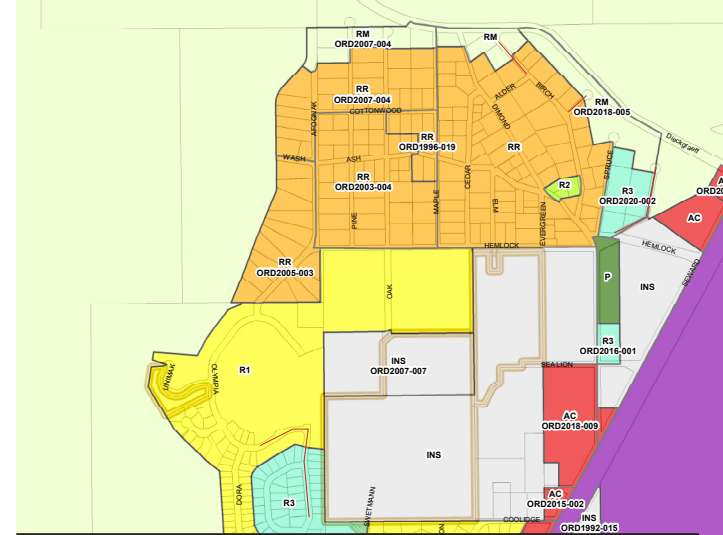 RM
ORD2007-004
RM
RR
ORD2007-004
ALDER
BIRCH
RM
ORD2018-005
COTTONWOOD
AFOGNAK
DIMOND
RR
ORD1996-019
RR
Duckgraeff
WASH
ASH
RR
ORD2003-004
CEDAR
SPRUCE
R2
R3
ORD2020-002
A
ORD20
AC
PINE
MAPLE
ELM
EVERGREEN
HEMLOCK
HEMLOCK
RR
ORD2005-003
P
INS
SEWARD
OAK
R3
ORD2016-001
SEA LION
INS
ORD2007-007
R1
UNIMAK
OLYMPIA
AC
ORD2018-009
INS
DORA
R3
SWETMANN
AC
ORD2015-002
COOLIDGE
INS
ORD1992-015